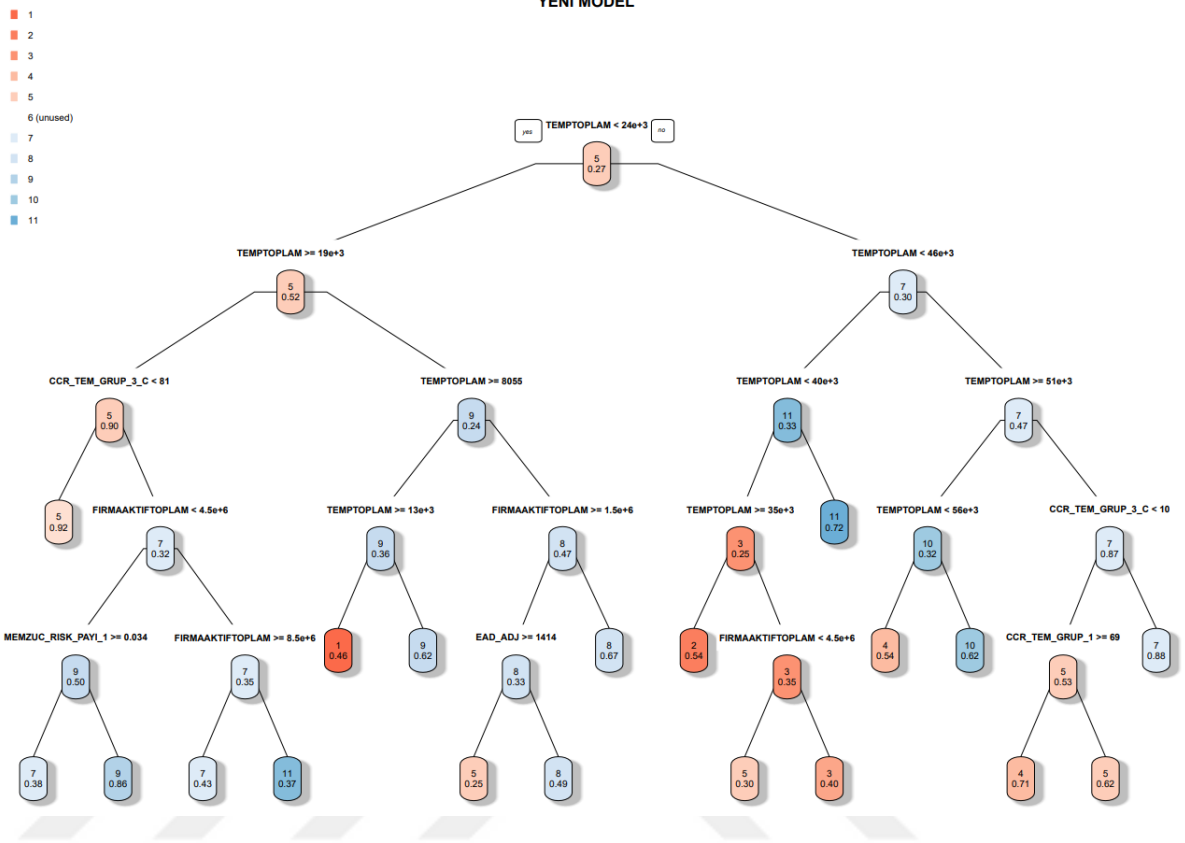 YENİ MODEL
1
2
3
4
5
6 (unused)
7
8
9
10
11
yes TEMPTOPLAM < 24e+3 no
5
0.27
TEMPTOPLAM >= 19e+3 TEMPTOPLAM < 46e+3
5 7
0.52 0.30
CCR_TEM_GRUP_3_C < 81 TEMPTOPLAM >= 8055 TEMPTOPLAM < 40e+3 TEMPTOPLAM >= 51e+3
5 9 11 7
0.90 0.24 0.33 0.47
FIRMAAKTIFTOPLAM < 4.5e+6 TEMPTOPLAM >= 13e+3 FIRMAAKTIFTOPLAM >= 1.5e+6 TEMPTOPLAM >= 35e+3 TEMPTOPLAM < 56e+3 CCR_TEM_GRUP_3_C < 10
5 11
0.92 0.72
7 9 8 3 10 7
0.32 0.36 0.47 0.25 0.32 0.87
MEMZUC_RISK_PAYI_1 >= 0.034 FIRMAAKTIFTOPLAM >= 8.5e+6 EAD_ADJ >= 1414 FIRMAAKTIFTOPLAM < 4.5e+6 CCR_TEM_GRUP_1 >= 69
1 9 8 2 4 10 7
0.46 0.62 0.67 0.54 0.54 0.62 0.88
9 7 8 3 5
0.50 0.35 0.33 0.35 0.53
7 9 7 11 5 8 5 3 4 5
0.38 0.86 0.43 0.37 0.25 0.49 0.30 0.40 0.71 0.62